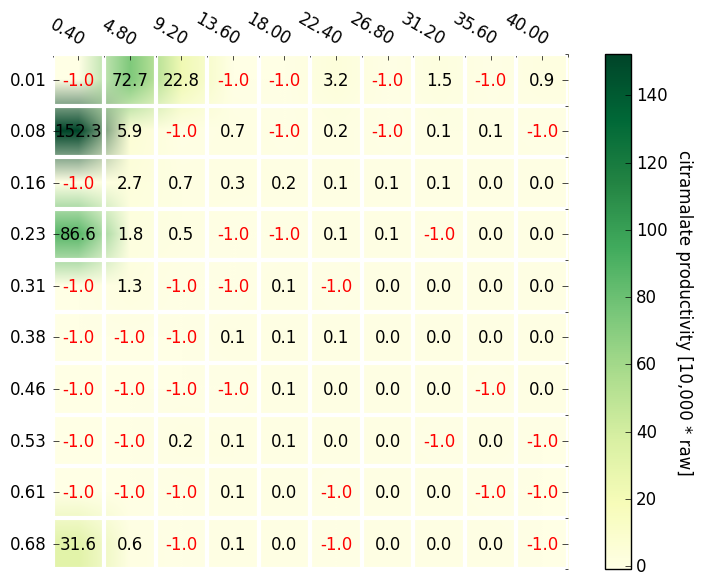 0.40 4.80 9.20 13.60 18.00 22.40 26.80 31.20 35.60 40.00
0.01 -1.0 72.7 22.8 -1.0 -1.0 3.2 -1.0 1.5 -1.0 0.9
0.08 152.3 5.9 -1.0 0.7 -1.0 0.2 -1.0 0.1 0.1 -1.0
0.16 -1.0 2.7 0.7 0.3 0.2 0.1 0.1 0.1 0.0 0.0
0.23 86.6 1.8 0.5 -1.0 -1.0 0.1 0.1 -1.0 0.0 0.0
0.31 -1.0 1.3 -1.0 -1.0 0.1 -1.0 0.0 0.0 0.0 0.0
0.38 -1.0 -1.0 -1.0 0.1 0.1 0.1 0.0 0.0 0.0 0.0
0.46 -1.0 -1.0 -1.0 -1.0 0.1 0.0 0.0 0.0 -1.0 0.0
0.53 -1.0 -1.0 0.2 0.1 0.1 0.0 0.0 -1.0 0.0 -1.0
0.61 -1.0 -1.0 -1.0 0.1 0.0 -1.0 0.0 0.0 -1.0 -1.0
0.68 31.6 0.6 -1.0 0.1 0.0 -1.0 0.0 0.0 0.0 -1.0
140
120
100
80
60
40
20
0
citramalate productivity [10,000 * raw]